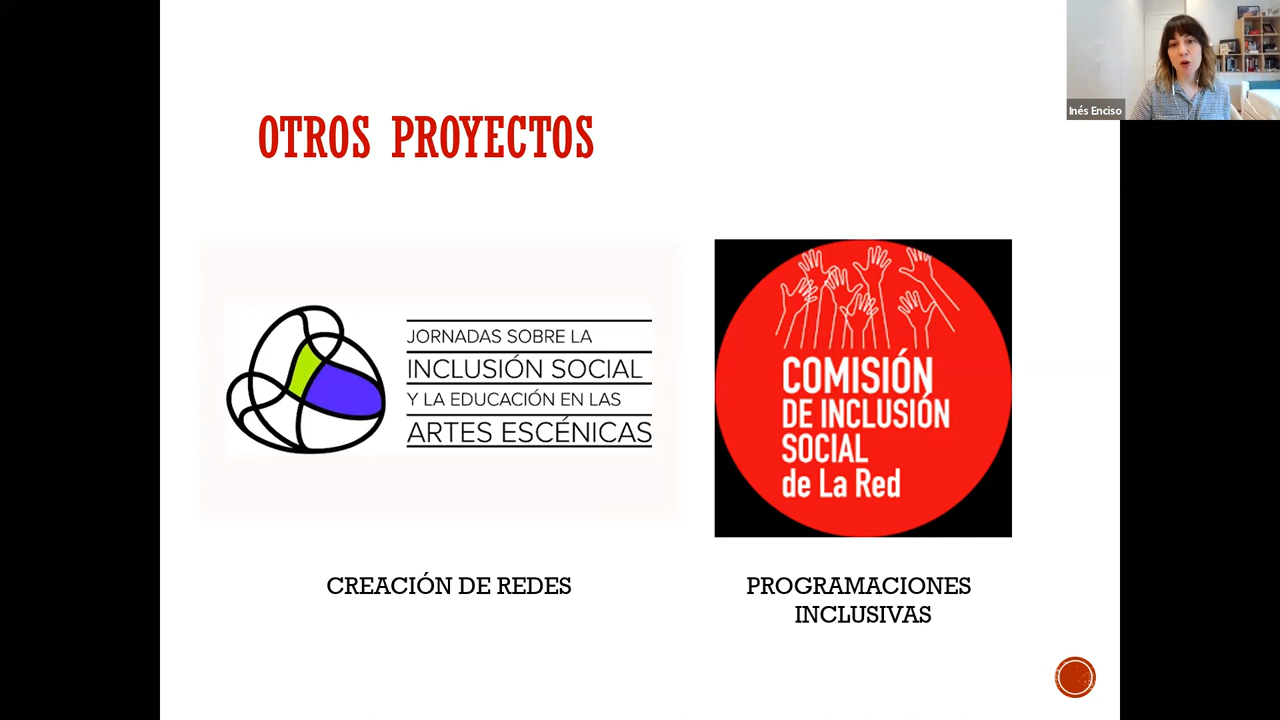 Inés Enciso
OTROS PROYECTOS
JORNADAS SOBRE LA
INCLUSIÓN SOCIAL
Y LA EDUCACIÓN EN LAS
ARTES ESCÉNICAS
COMISIÓN
DE INCLUSIÓN
SOCIAL
de La Red
CREACIÓN DE REDES
PROGRAMACIONES
INCLUSIVAS